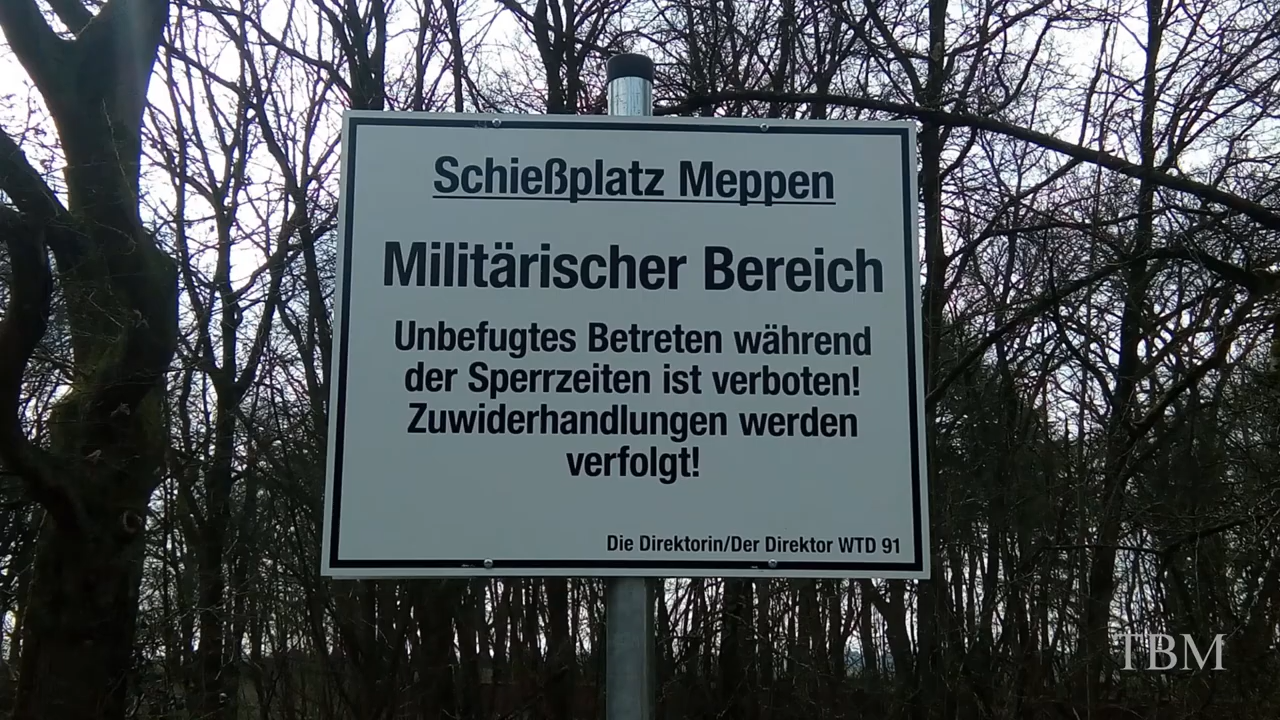 Schießplatz Meppen
Militärischer Bereich
Unbefugtes Betreten während
der Sperrzeiten ist verboten!
Zuwiderhandlungen werden
verfolgt!
Die Direktorin/Der Direktor WTD 91
TBM